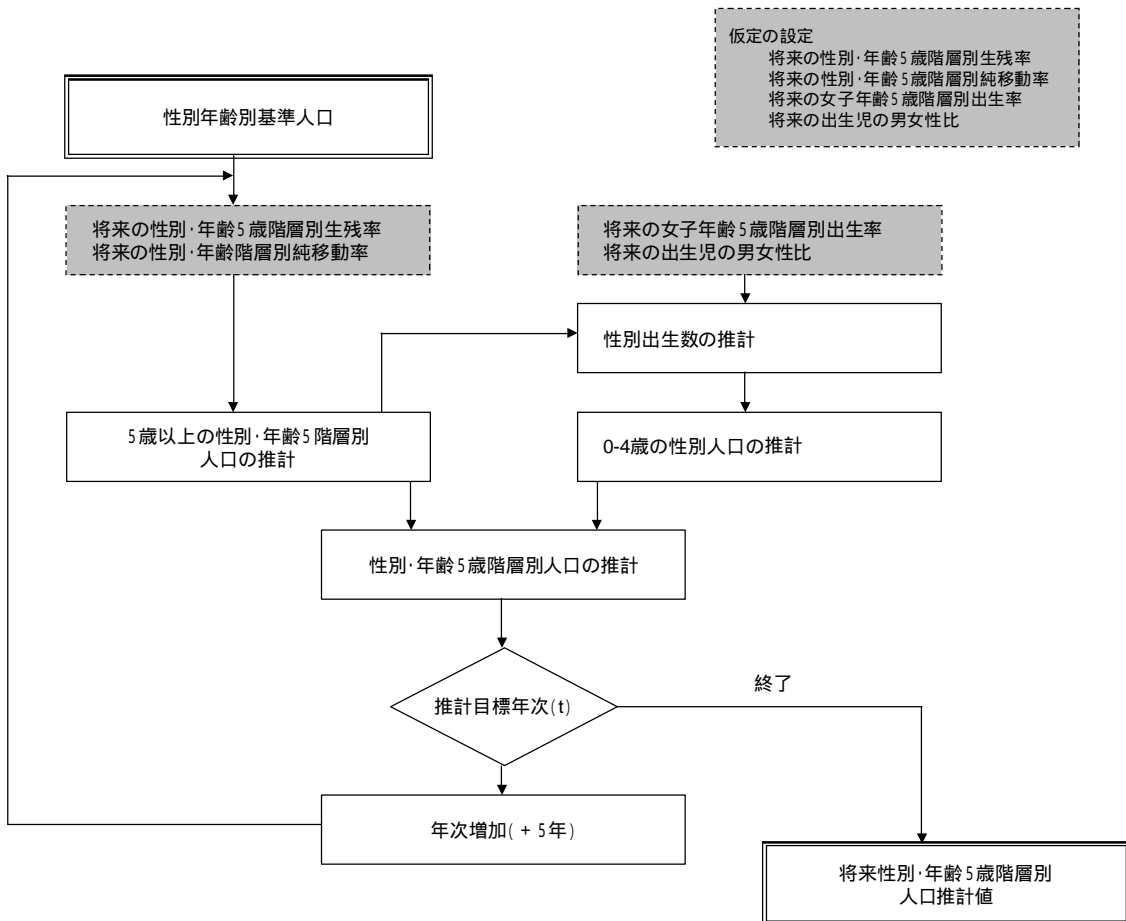 仮定の設定
将来の性別・年齢5歳階層別生残率
将来の性別・年齢5歳階層別純移動率
将来の女子年齢5歳階層別出生率
将来の出生児の男女性比
性別年齢別基準人口
将来の性別・年齢5歳階層別生残率
将来の性別・年齢階層別純移動率
将来の女子年齢5歳階層別出生率
将来の出生児の男女性比
性別出生数の推計
5歳以上の性別・年齢5階層別
人口の推計
0-4歳の性別人口の推計
性別・年齢5歳階層別人口の推計
推計目標年次(t)
終了
年次増加(+5年)
将来性別・年齢5歳階層別
人口推計値